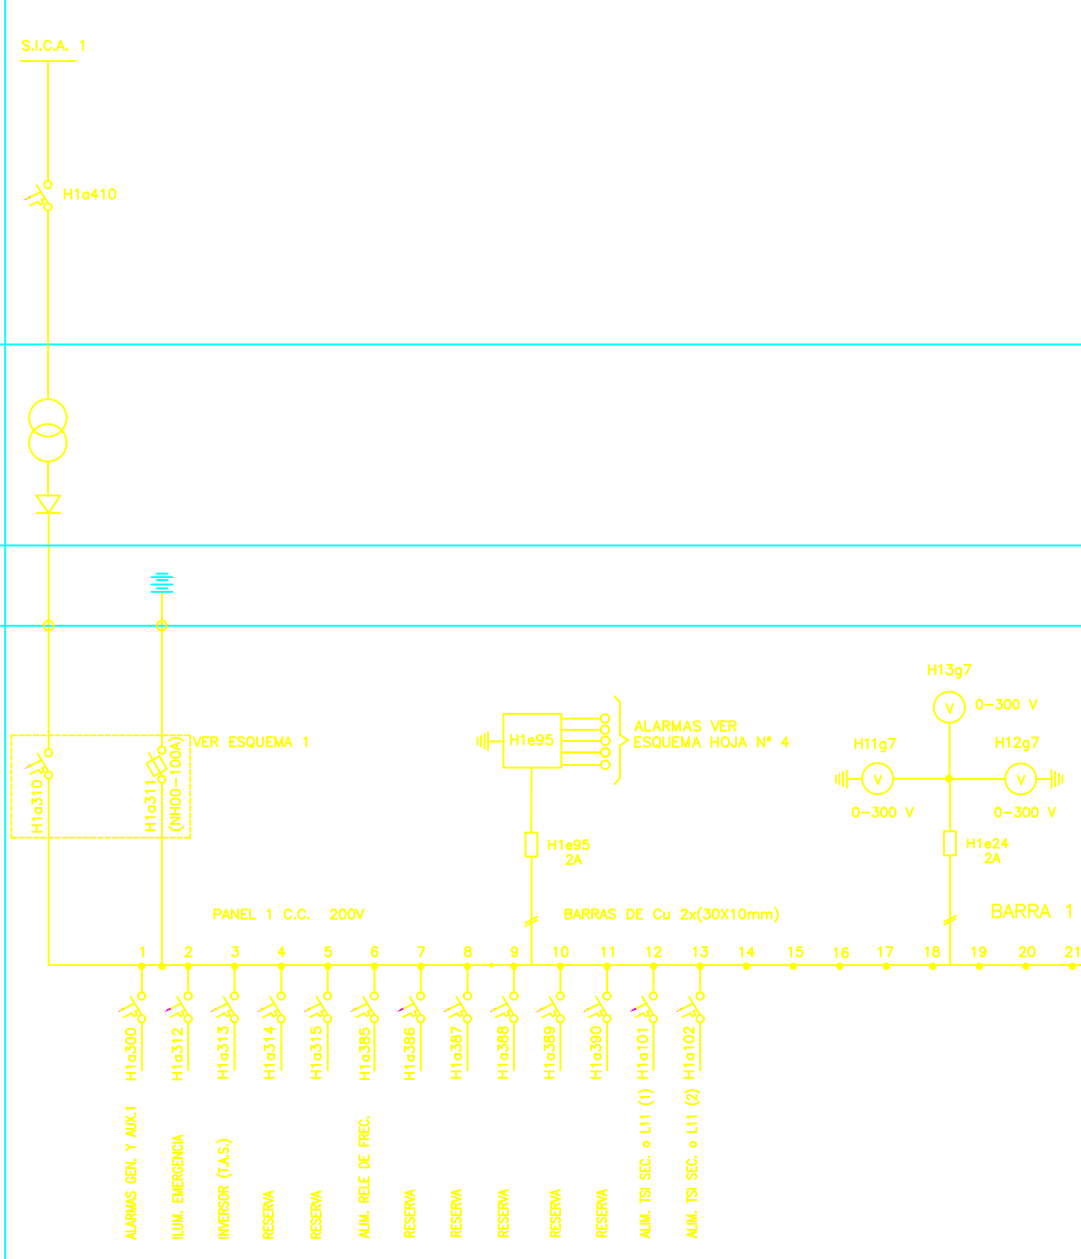 S.I.C.A. 1
H1a410
H13g7
0-300 V
V
ALARMAS VER
ESQUEMA HOJA Nº 4
H1e95
VER ESQUEMA 1
H11g7
H12g7
V
V
0-300 V
0-300 V
H1a310
H1a311
(NH00-100A)
H1e95
2A
H1e24
2A
PANEL 1 C.C. 200V
BARRAS DE Cu 2x(30X10mm)
BARRA 1
1 2 3 4 5 6 7 8 9 10 11 12 13 14 15 16 17 18 19 20 21
H1a300
H1a312
H1a313
H1a314
H1a315
H1a385
H1a386
H1a387
H1a388
H1a389
H1a390
H1a101
H1a102
ALARMAS GEN. Y AUX.1
ILUM. EMERGENCIA
INVERSOR (T.A.S.)
RESERVA
RESERVA
ALIM. RELE DE FREC.
RESERVA
RESERVA
RESERVA
RESERVA
RESERVA
ALIM. TSI SEC. o L11 (1)
ALIM. TSI SEC. o L11 (2)